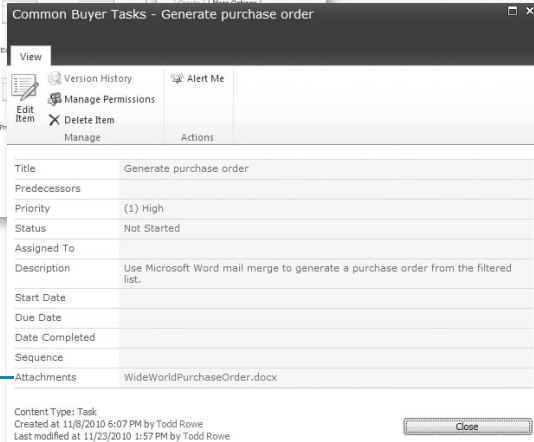 Common Buyer Tasks - Generate purchase order
View
Edit Item
Version History
Manage Permissions
Delete Item
Manage
Alert Me
Actions
Title Generate purchase order
Predecessors
Priority (1) High
Status Not Started
Assigned To
Description Use Microsoft Word mail merge to generate a purchase order from the filtered
list.
Start Date
Due Date
Date Completed
Sequence
Attachments WideWorldPurchaseOrder.docx
Content Type: Task
Created at 11/8/2010 6:07 PM by Todd Rowe
Last modified at 11/23/2010 1:57 PM by Todd Rowe
Close